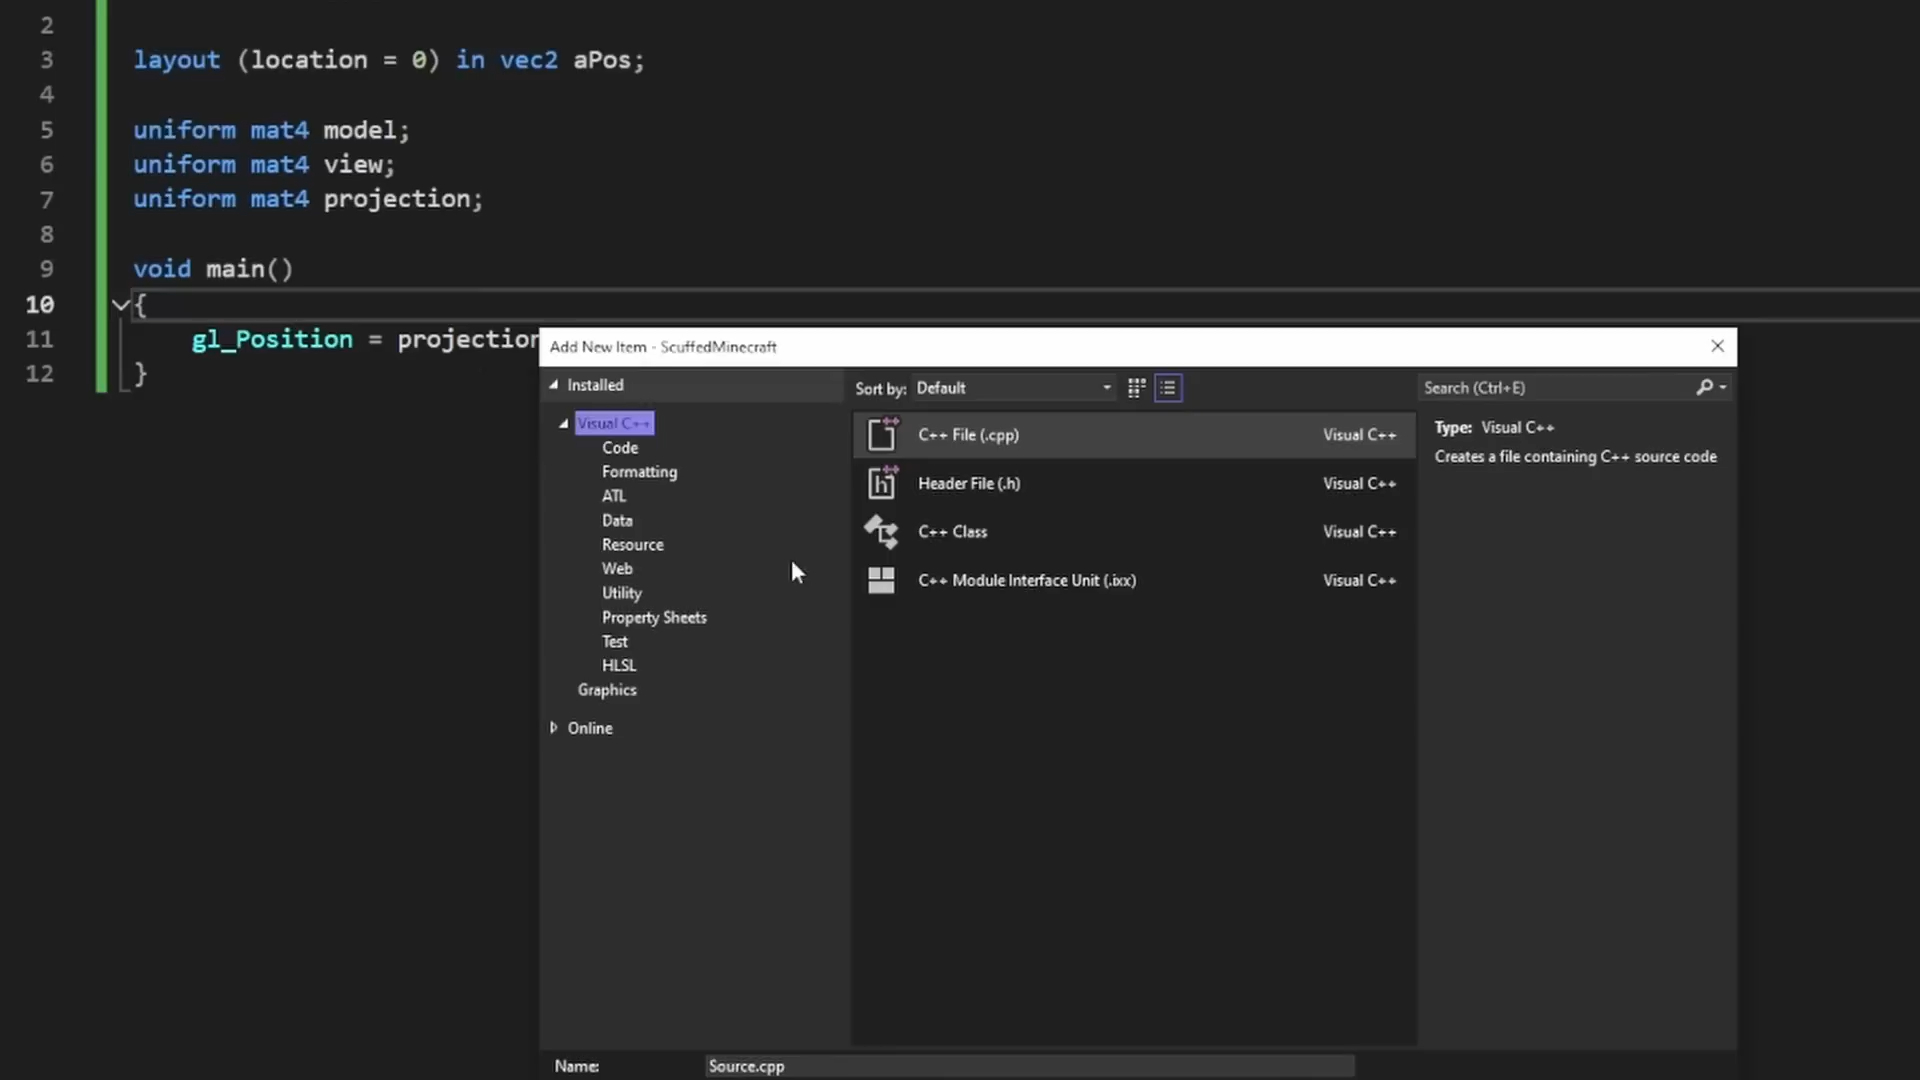 2
3 layout (location = 0) in vec2 aPos;
4
5 uniform mat4 model;
6 uniform mat4 view;
7 uniform mat4 projection;
8
9 void main()
10 {
11 gl_Position = projection
12 }
Add New Item - ScuffedMinecraft
Installed
Sort by: Default
Search (Ctrl+E)
Visual C++
Code
Formatting
ATL
Data
Resource
Web
Utility
Property Sheets
Test
HLSL
Graphics
Online
C++ File (.cpp) Visual C++
Header File (.h) Visual C++
C++ Class Visual C++
C++ Module Interface Unit (.ixx) Visual C++
Type: Visual C++
Creates a file containing C++ source code
Name: Source.cpp